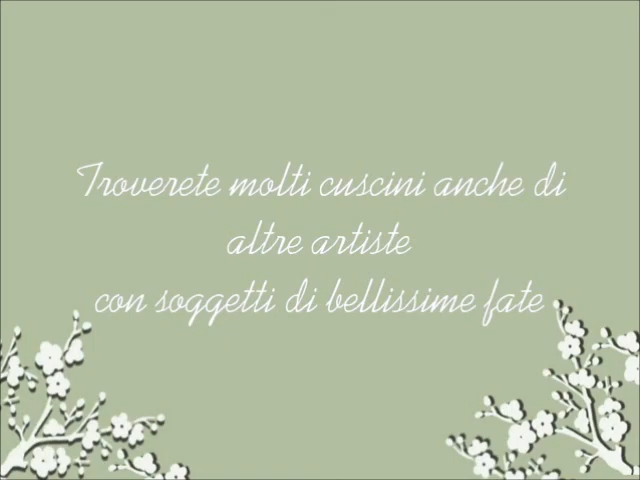 Troverete molti cuscini anche di
altre artiste
con soggetti di bellissime fate